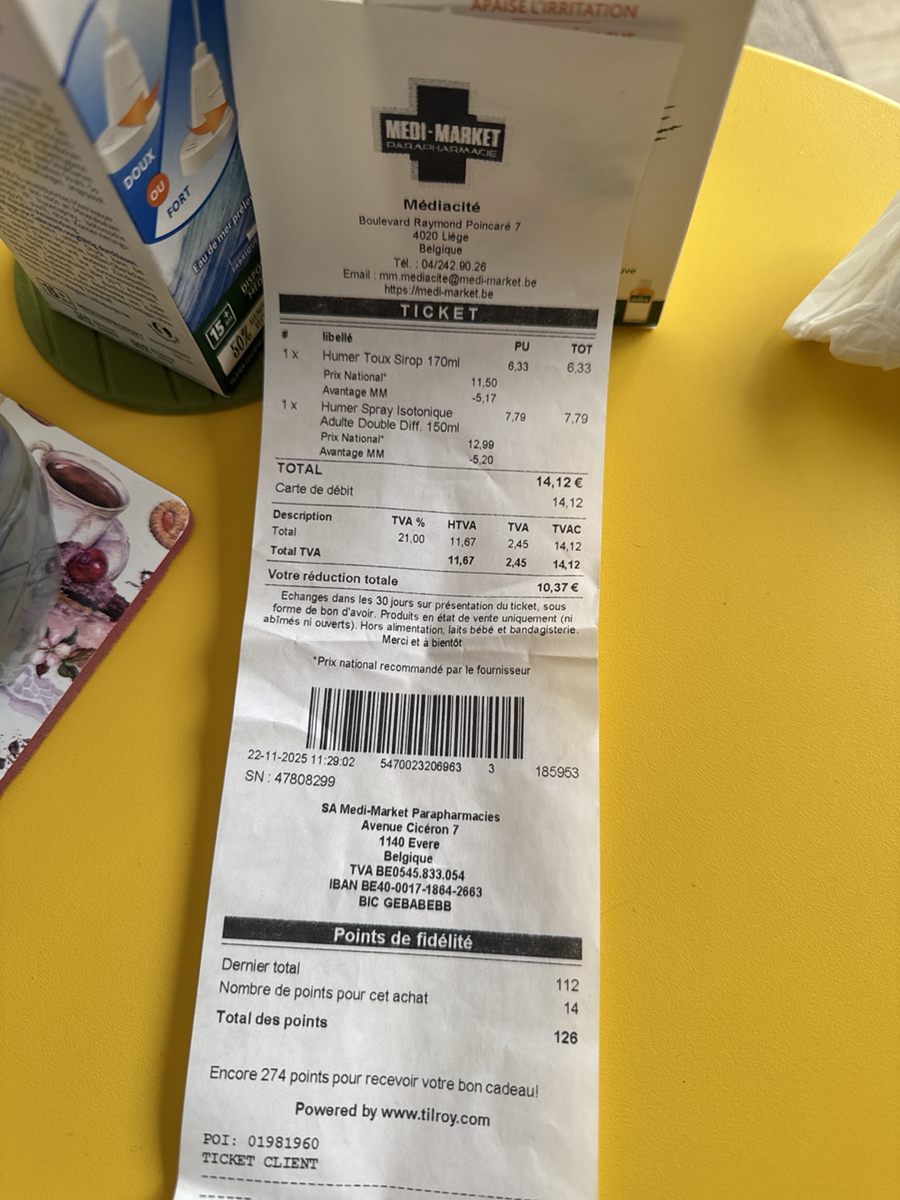 APAISE L'IRRITATION
DOUX
OU
FORT
Eau de mer
15
50%
MEDI-MARKET
PARAPHARMACIE
Médiacité
Boulevard Raymond Poincaré 7
4020 Liège
Belgique
Tél. : 04/242.90.26
Email : mm.mediacite@medi-market.be
https://medi-market.be
TICKET
# libellé PU TOT
1 x Humer Toux Sirop 170ml 6,33 6,33
Prix National* 11,50
Avantage MM -5,17
1 x Humer Spray Isotonique 7,79 7,79
Adulte Double Diff. 150ml
Prix National* 12,99
Avantage MM -5,20
TOTAL 14,12 €
Carte de débit 14,12
Description TVA % HTVA TVA TVAC
Total 21,00 11,67 2,45 14,12
Total TVA 11,67 2,45 14,12
Votre réduction totale 10,37 €
Echanges dans les 30 jours sur présentation du ticket, sous
forme de bon d'avoir. Produits en état de vente uniquement (ni
abîmés ni ouverts). Hors alimentation, laits bébé et bandagisterie.
Merci et à bientôt
*Prix national recommandé par le fournisseur
22-11-2025 11:29:02 5470023206963 3 185953
SN : 47808299
SA Medi-Market Parapharmacies
Avenue Cicéron 7
1140 Evere
Belgique
TVA BE0545.833.054
IBAN BE40-0017-1864-2663
BIC GEBABEBB
Points de fidélité
Dernier total 112
Nombre de points pour cet achat 14
Total des points 126
Encore 274 points pour recevoir votre bon cadeau!
Powered by www.tilroy.com
POI: 01981960
TICKET CLIENT